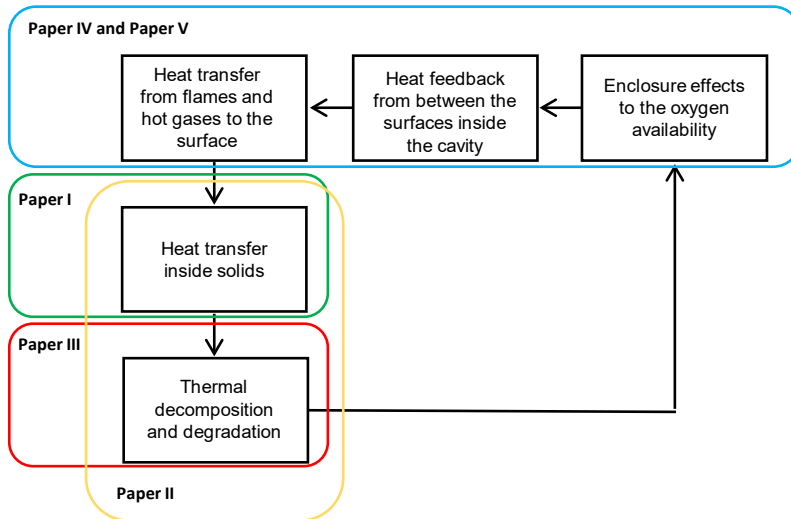 Paper IV and Paper V
Heat transfer
from flames and
hot gases to the
surface
Heat feedback
from between the
surfaces inside
the cavity
Enclosure effects
to the oxygen
availability
Paper I
Heat transfer
inside solids
Paper III
Thermal
decomposition
and degradation
Paper II